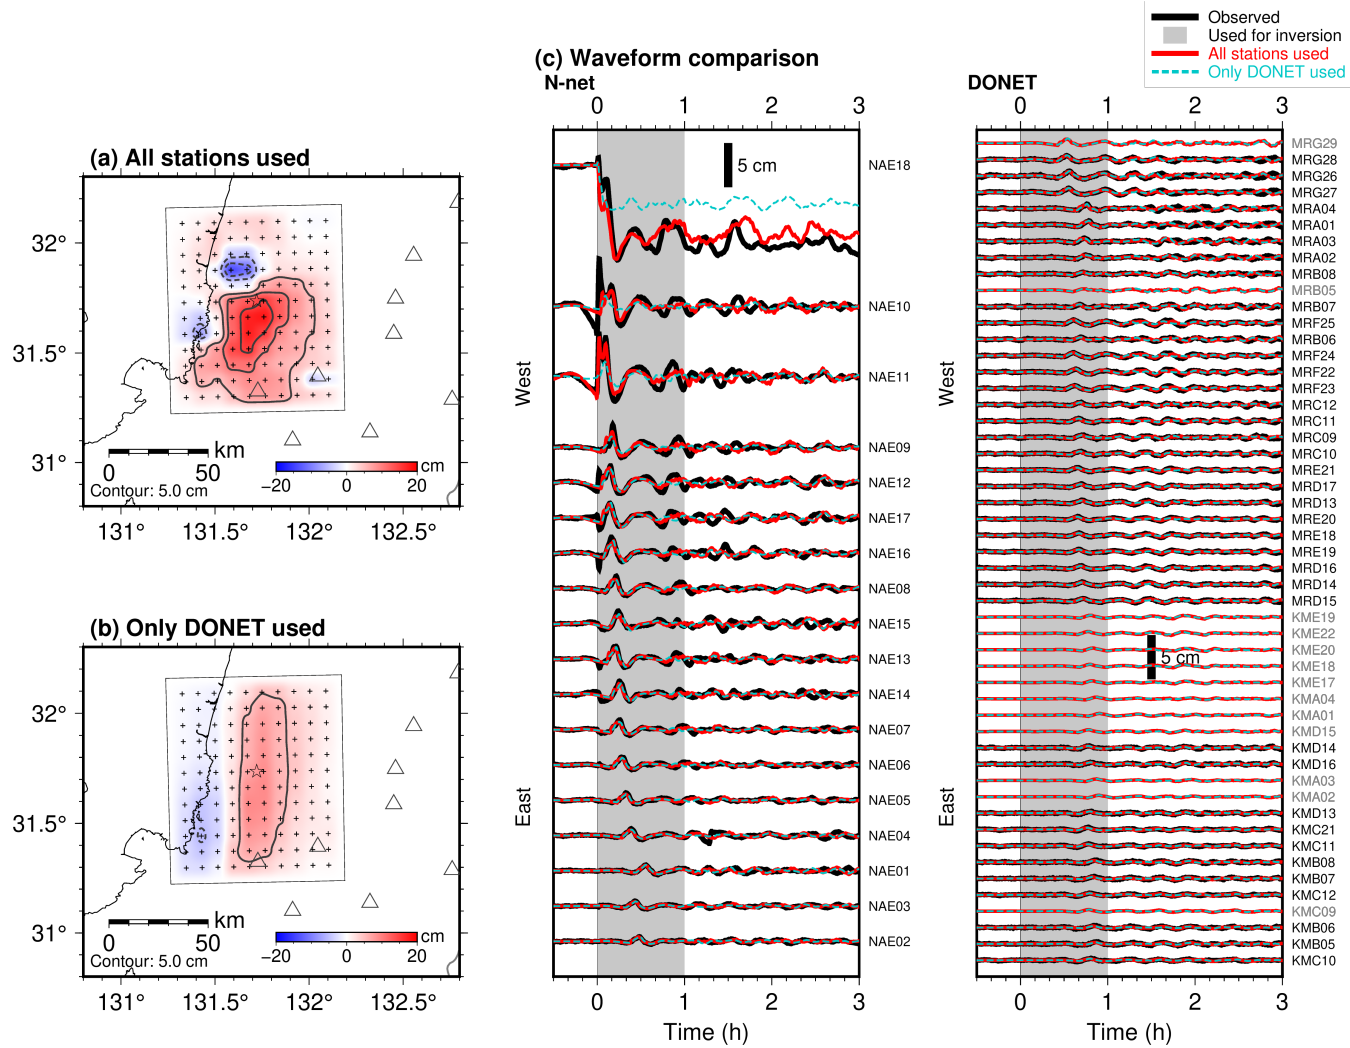 Observed
Used for inversion
All stations used
Only DONET used
(c) Waveform comparison
N-net
DONET
0 1 2 3
0 1 2 3
(a) All stations used
32°
31.5°
31°
km
0 50
Contour: 5.0 cm
cm
−20 0 20
131° 131.5° 132° 132.5°
(b) Only DONET used
32°
31.5°
31°
km
0 50
Contour: 5.0 cm
cm
−20 0 20
131° 131.5° 132° 132.5°
West
East
5 cm
NAE18
NAE10
NAE11
NAE09
NAE12
NAE17
NAE16
NAE08
NAE15
NAE13
NAE14
NAE07
NAE06
NAE05
NAE04
NAE01
NAE03
NAE02
0 1 2 3
Time (h)
West
East
5 cm
MRG29
MRG28
MRG26
MRG27
MRA04
MRA01
MRA03
MRA02
MRB08
MRB05
MRB07
MRF25
MRB06
MRF24
MRF22
MRF23
MRC12
MRC11
MRC09
MRC10
MRE21
MRD17
MRD13
MRE20
MRE18
MRE19
MRD16
MRD14
MRD15
KME19
KME22
KME20
KME18
KME17
KMA04
KMA01
KMD15
KMD14
KMD16
KMA03
KMA02
KMD13
KMC21
KMC11
KMB08
KMB07
KMC12
KMC09
KMB06
KMB05
KMC10
0 1 2 3
Time (h)